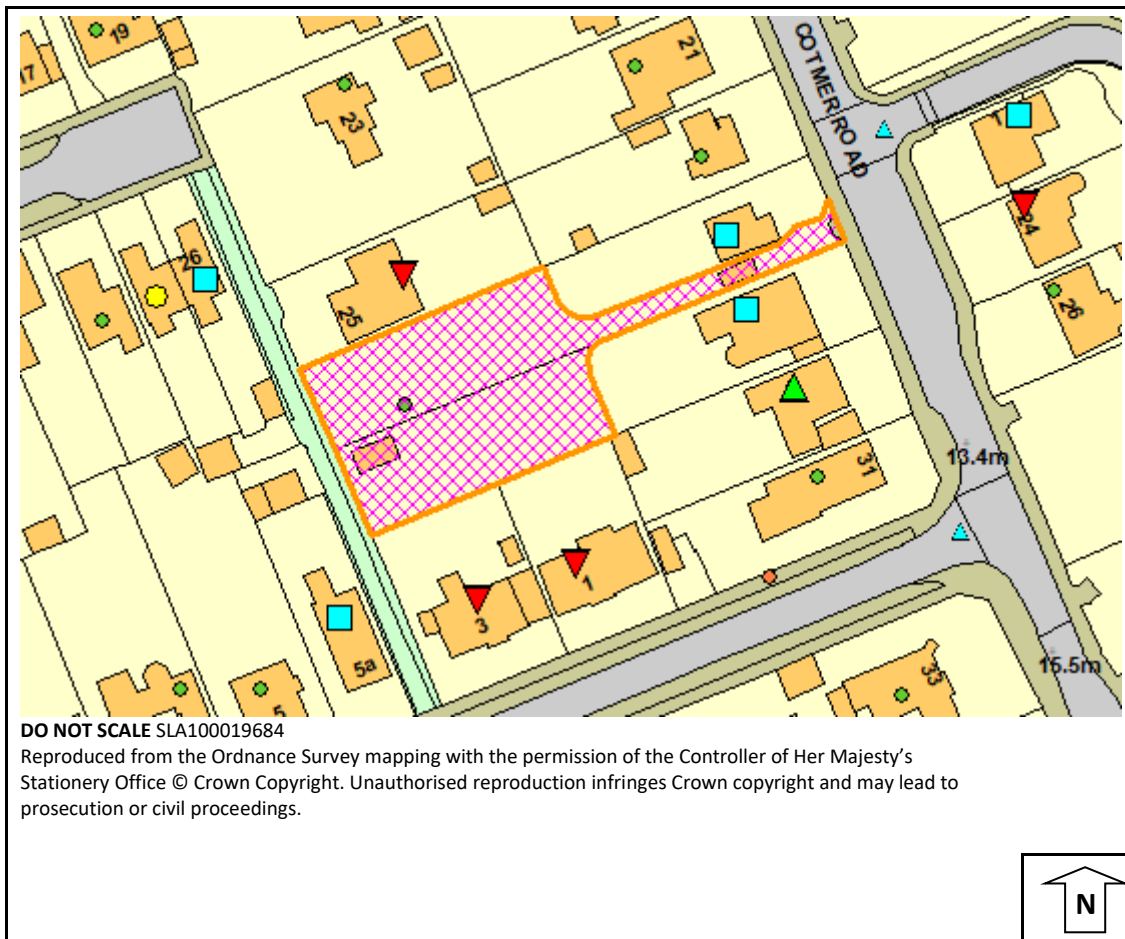 19
17
21
23
1
COTMER ROAD
1
24
26
26
25
31
13.4m
1
3
5a
5
33
15.5m
DO NOT SCALE SLA100019684
Reproduced from the Ordnance Survey mapping with the permission of the Controller of Her Majesty's
Stationery Office © Crown Copyright. Unauthorised reproduction infringes Crown copyright and may lead to
prosecution or civil proceedings.
N